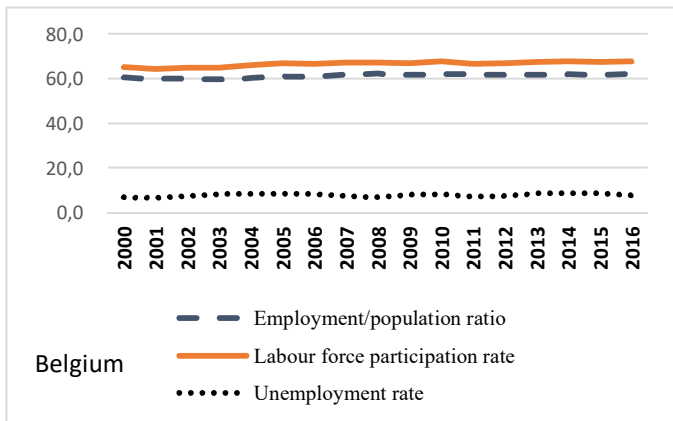 80,0
60,0
40,0
20,0
0,0
2000 2001 2002 2003 2004 2005 2006 2007 2008 2009 2010 2011 2012 2013 2014 2015 2016
Employment/population ratio
Labour force participation rate
Belgium
Unemployment rate